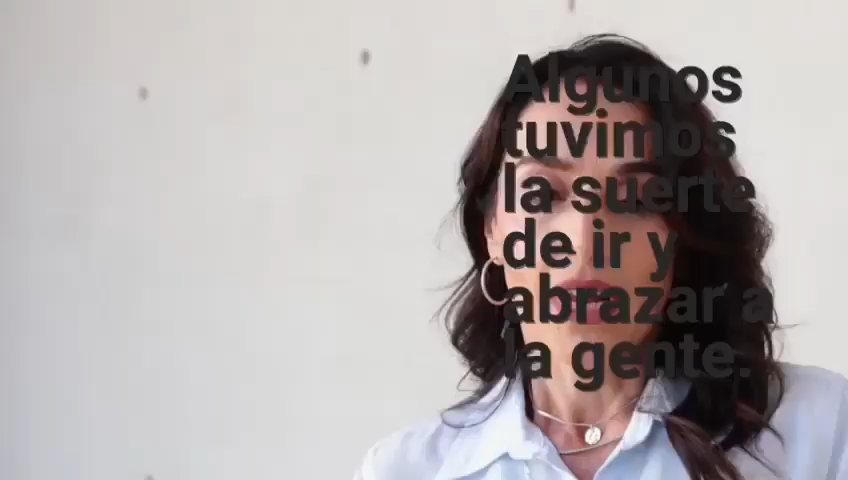 Algunos
tuvimos
la suerte
de ir y
abrazar a
la gente.